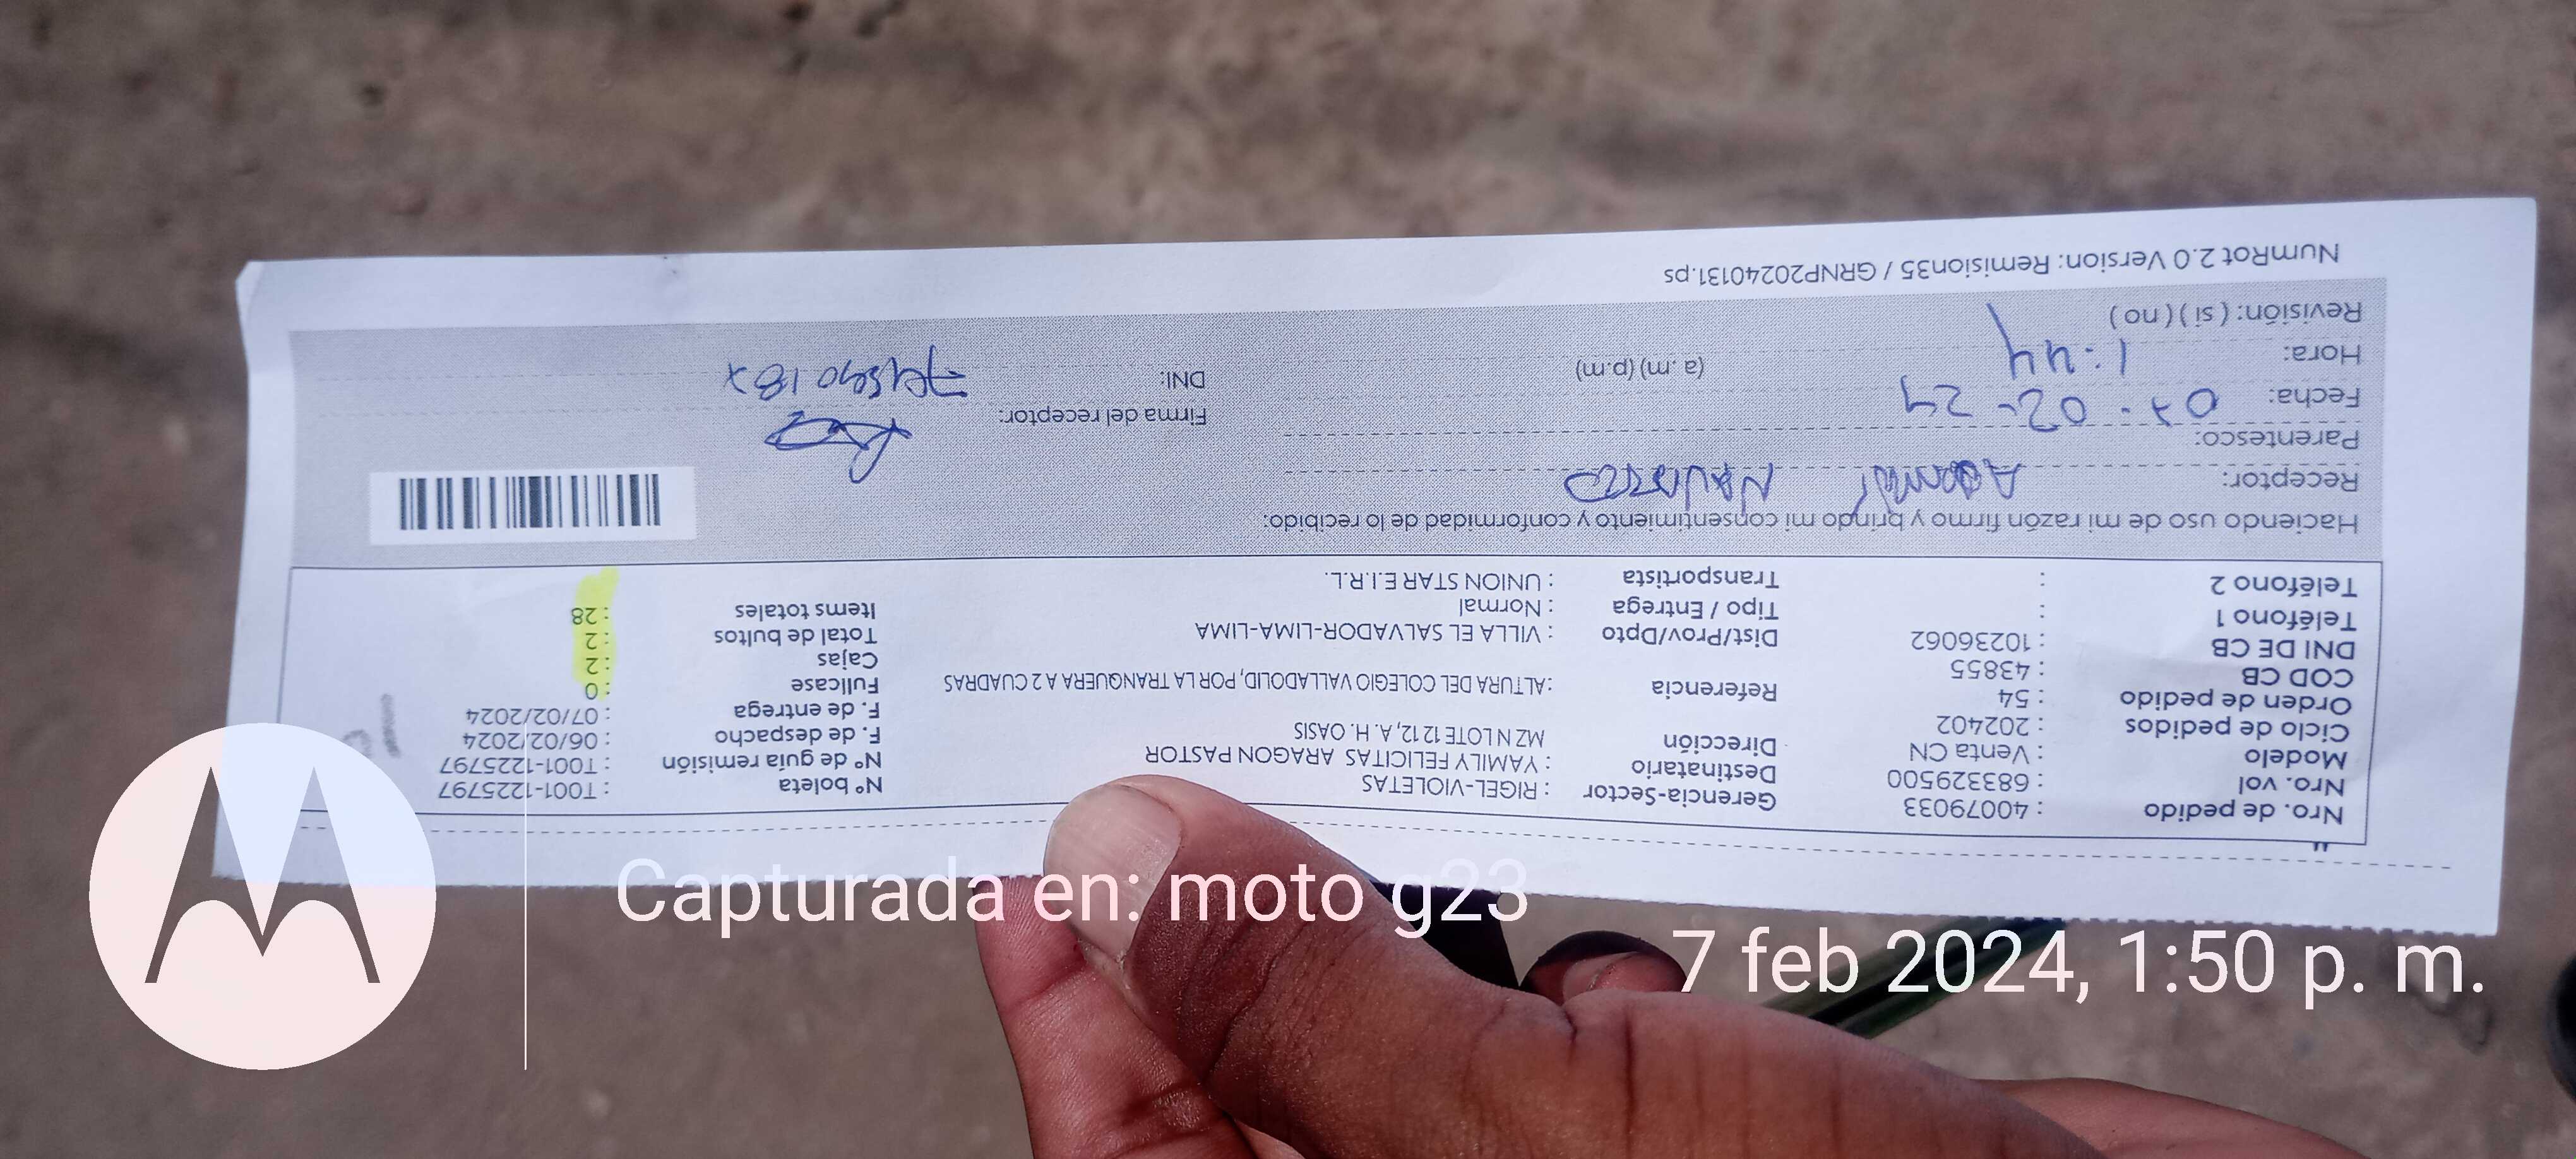 Nro. de pedido : 40079033 Gerencia-Sector : RIGEL-VIOLETAS Nº boleta : T001-1225797
Nro. vol : 683329500 Destinatario : YAMILY FELICITAS ARAGON PASTOR Nº de guía remisión : T001-1225797
Modelo : Venta CN Dirección MZ N LOTE 12 12, A. H. OASIS F. de despacho : 06/02/2024
Ciclo de pedidos : 202402 F. de entrega : 07/02/2024
Orden de pedido : 54 Referencia : ALTURA DEL COLEGIO VALLADOLID, POR LA TRANQUERA A 2 CUADRAS Fullcase : 0
COD CB : 43855 Cajas : 2
DNI DE CB : 10236062 Dist/Prov/Dpto : VILLA EL SALVADOR-LIMA-LIMA Total de bultos : 2
Teléfono 1 : Tipo / Entrega : Normal Items totales : 28
Teléfono 2 : Transportista : UNION STAR E.I.R.L.
Haciendo uso de mi razón firmo y brindo mi consentimiento y conformidad de lo recibido:
Receptor: NAVARRO
Parentesco:
Fecha: 07-02-24 Firma del receptor:
Hora: 1:44 (a .m) (p.m) DNI:
Revisión: ( si ) ( no )
NumRot 2.0 Version: Remision35 / GRNP20240131.ps
Capturada en: moto g23
7 feb 2024, 1:50 p. m.